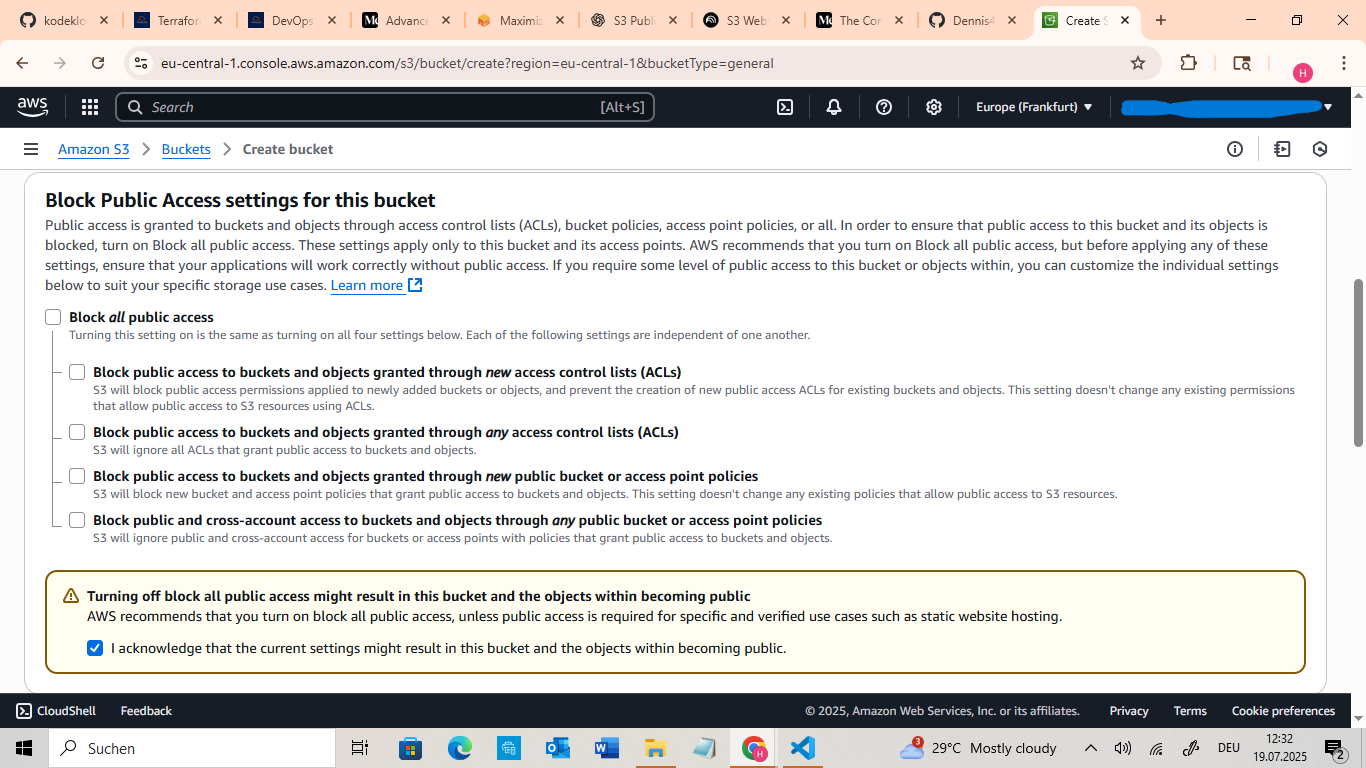 kodeklo
Terrafor
DevOps
Advance
Maximiz
S3 Publ
S3 Webs
The Cor
Dennis4
Create S
eu-central-1.console.aws.amazon.com/s3/bucket/create?region=eu-central-1&bucketType=general
H
aws
Search
[Alt+S]
Europe (Frankfurt)
Amazon S3 > Buckets > Create bucket
Block Public Access settings for this bucket
Public access is granted to buckets and objects through access control lists (ACLs), bucket policies, access point policies, or all. In order to ensure that public access to this bucket and its objects is
blocked, turn on Block all public access. These settings apply only to this bucket and its access points. AWS recommends that you turn on Block all public access, but before applying any of these
settings, ensure that your applications will work correctly without public access. If you require some level of public access to this bucket or objects within, you can customize the individual settings
below to suit your specific storage use cases. Learn more
Block all public access
Turning this setting on is the same as turning on all four settings below. Each of the following settings are independent of one another.
Block public access to buckets and objects granted through new access control lists (ACLs)
S3 will block public access permissions applied to newly added buckets or objects, and prevent the creation of new public access ACLs for existing buckets and objects. This setting doesn't change any existing permissions
that allow public access to S3 resources using ACLs.
Block public access to buckets and objects granted through any access control lists (ACLs)
S3 will ignore all ACLs that grant public access to buckets and objects.
Block public access to buckets and objects granted through new public bucket or access point policies
S3 will block new bucket and access point policies that grant public access to buckets and objects. This setting doesn't change any existing policies that allow public access to S3 resources.
Block public and cross-account access to buckets and objects through any public bucket or access point policies
S3 will ignore public and cross-account access for buckets or access points with policies that grant public access to buckets and objects.
Turning off block all public access might result in this bucket and the objects within becoming public
AWS recommends that you turn on block all public access, unless public access is required for specific and verified use cases such as static website hosting.
I acknowledge that the current settings might result in this bucket and the objects within becoming public.
CloudShell
Feedback
© 2025, Amazon Web Services, Inc. or its affiliates.
Privacy
Terms
Cookie preferences
Suchen
3
29°C Mostly cloudy
DEU
12:32
19.07.2025
2